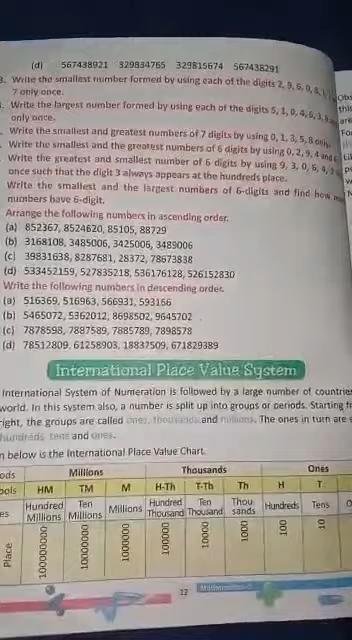 (d) 567438921 329834765 329815674 567438291
3. Write the smallest number formed by using each of the digits 2, 9, 6, 0, 8,
7 only once.
Write the largest number formed by using each of the digits 5, 1, 0, 4, 6, 3,
only once.
Write the smallest and greatest numbers of 7 digits by using 0, 1, 3, 5, 8 only.
Write the smallest and the greatest numbers of 6 digits by using 0, 2, 9, 4 and
Write the greatest and smallest number of 6 digits by using 9, 3, 0, 6, 4,
once such that the digit 3 always appears at the hundreds place.
Write the smallest and the largest numbers of 6-digits and find how
numbers have 6-digit.
Arrange the following numbers in ascending order.
(a) 852367, 8524620, 85105, 88729
(b) 3168108, 3485006, 3425006, 3489006
(c) 39831638, 8287681, 28372, 78673838
(d) 533452159, 527835218, 536176128, 526152830
Write the following numbers in descending order.
(a) 516369, 516963, 566931, 593166
(b) 5465072, 5362012, 8698502, 9645702
(c) 7878598, 7887589, 7885789, 7898578
(d) 78512809, 61258903, 18837509, 671829389
International Place Value System
International System of Numeration is followed by a large number of countries
world. In this system also, a number is split up into groups or periods. Starting
right, the groups are called ones, thousands and millions. The ones in turn are
hundreds, tens and ones.
below is the International Place Value Chart.
Millions Thousands Ones
HM TM M H-Th T-Th Th H T
Hundred Millions Ten Millions Millions Hundred Thousand Ten Thousand Thousands Hundreds Tens
Place 100000000 10000000 1000000 100000 10000 1000 100 10
12